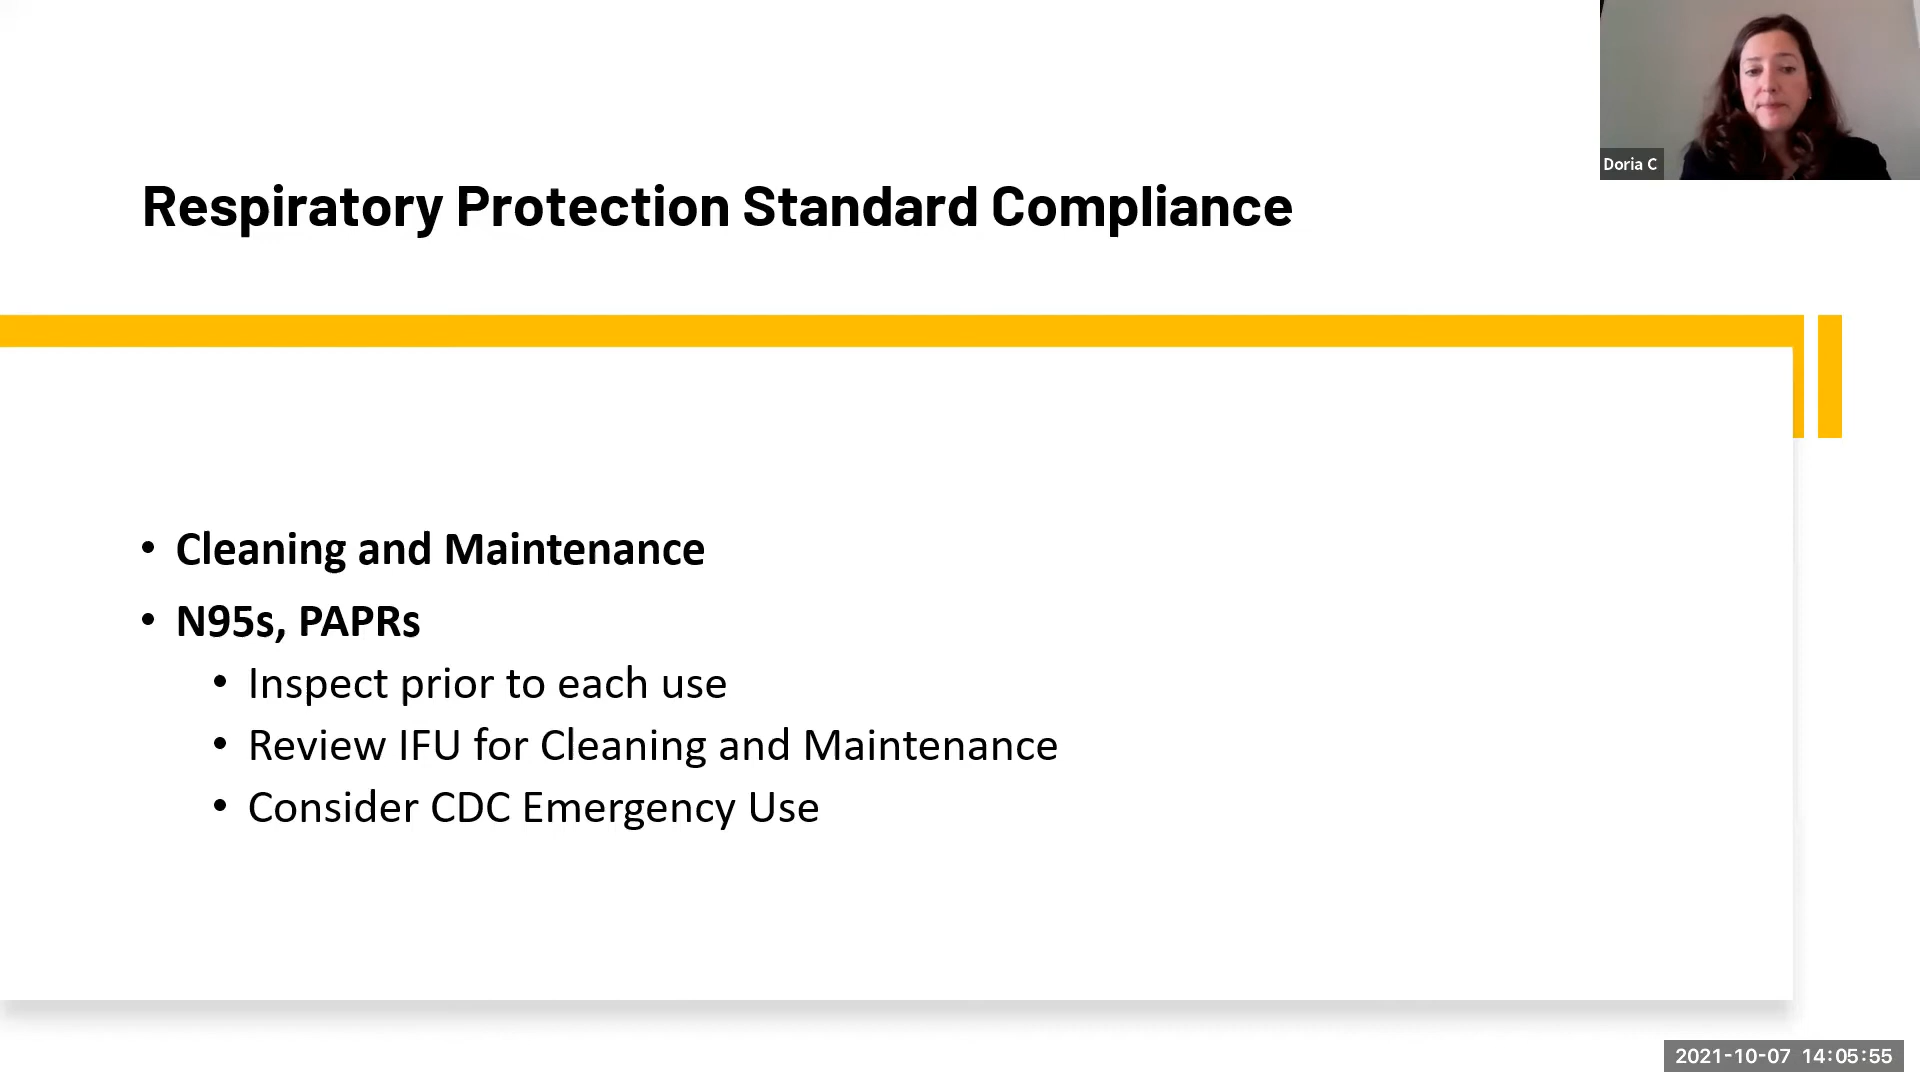 Doria C
Respiratory Protection Standard Compliance
• Cleaning and Maintenance
• N95s, PAPRs
• Inspect prior to each use
• Review IFU for Cleaning and Maintenance
• Consider CDC Emergency Use
2021-10-07 14:05:55